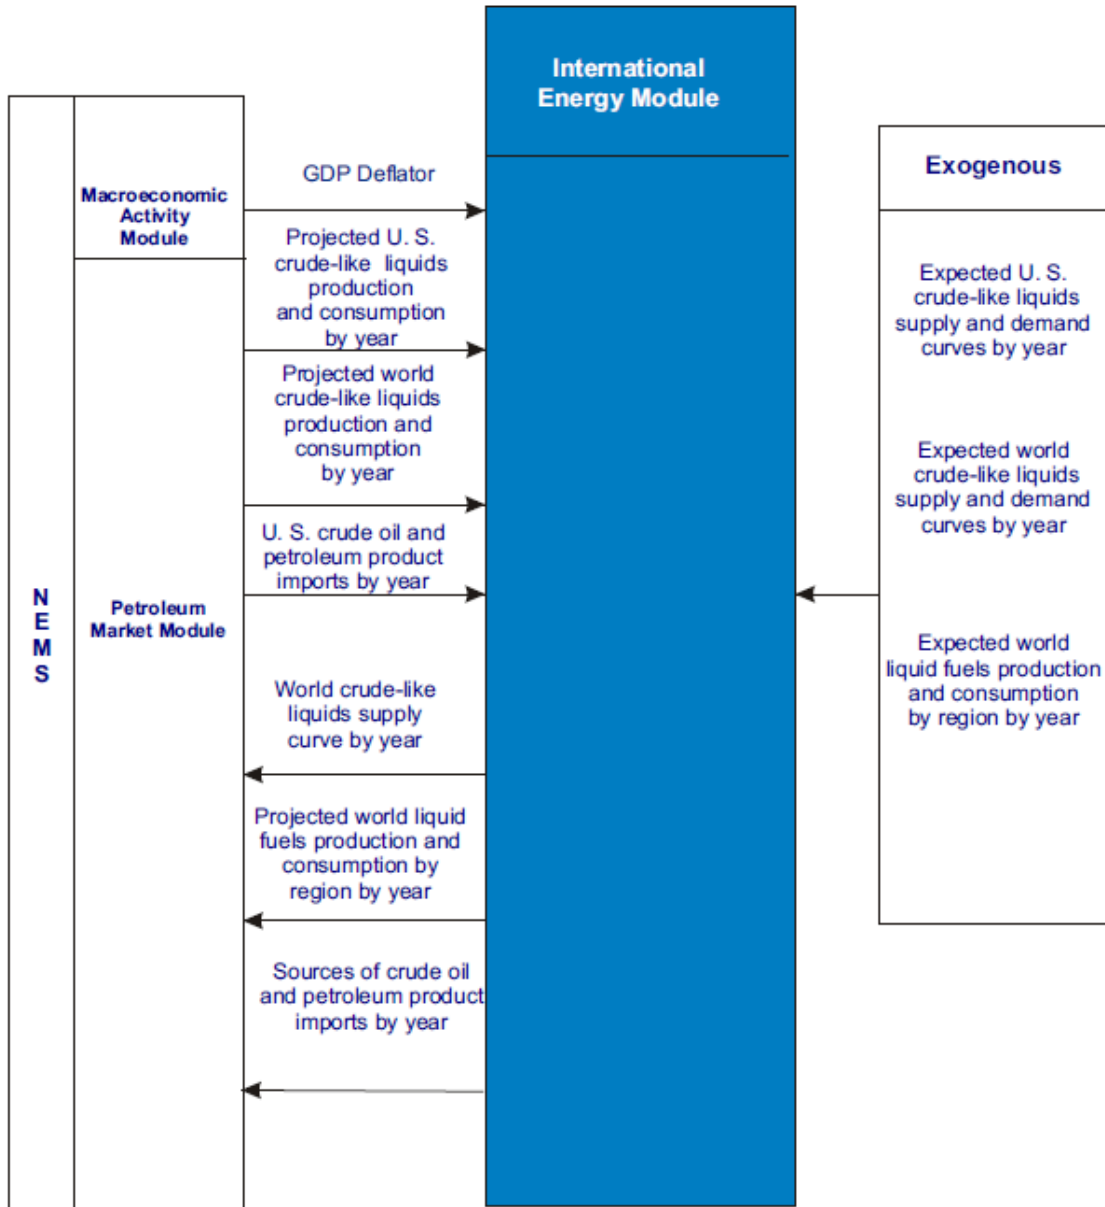 International
Energy Module
Exogenous
Macroeconomic
Activity
Module
GDP Deflator
Projected U. S.
crude-like liquids
production
and consumption
by year
Projected world
crude-like liquids
production and
consumption
by year
U. S. crude oil and
petroleum product
imports by year
N
E
M
S
Petroleum
Market Module
World crude-like
liquids supply
curve by year
Projected world liquid
fuels production and
consumption by
region by year
Sources of crude oil
and petroleum product
imports by year
Expected U. S.
crude-like liquids
supply and demand
curves by year
Expected world
crude-like liquids
supply and demand
curves by year
Expected world
liquid fuels production
and consumption
by region by year